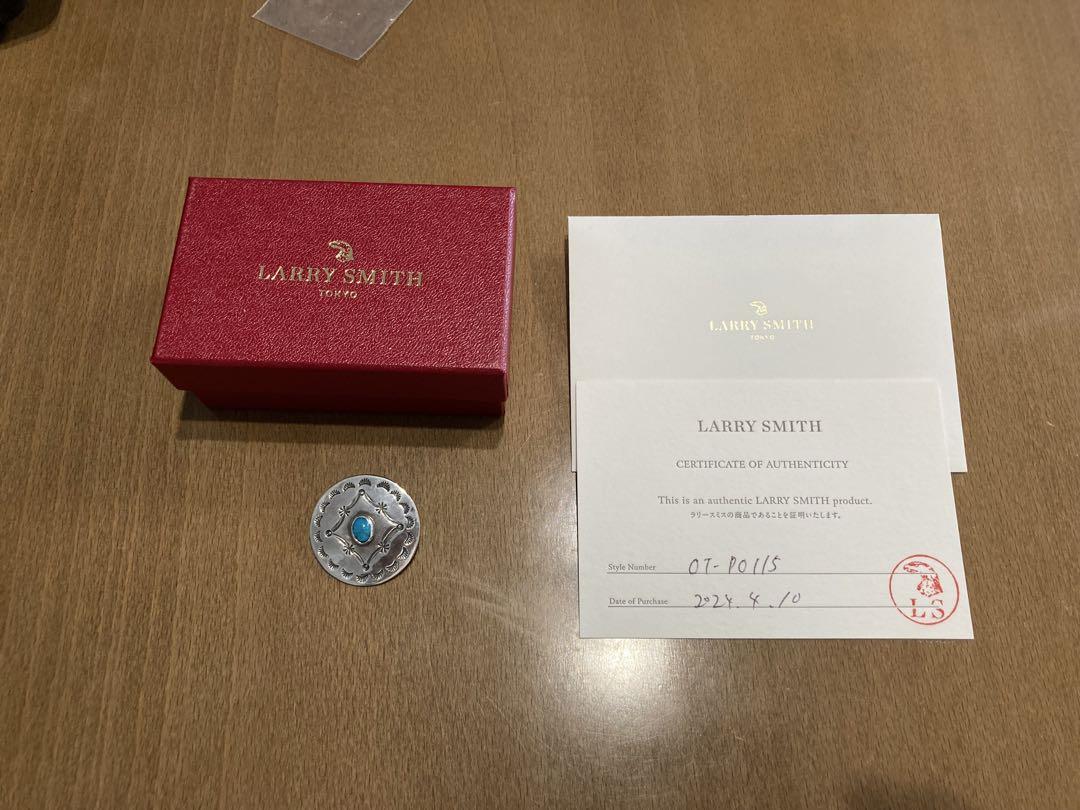 LARRY SMITH
TOKYO
LARRY SMITH
TOKYO
LARRY SMITH
CERTIFICATE OF AUTHENTICITY
This is an authentic LARRY SMITH product.
ラリースミスの商品であることを証明いたします。
Style Number OT-P0115
Date of Purchase 2024.4.10
LS